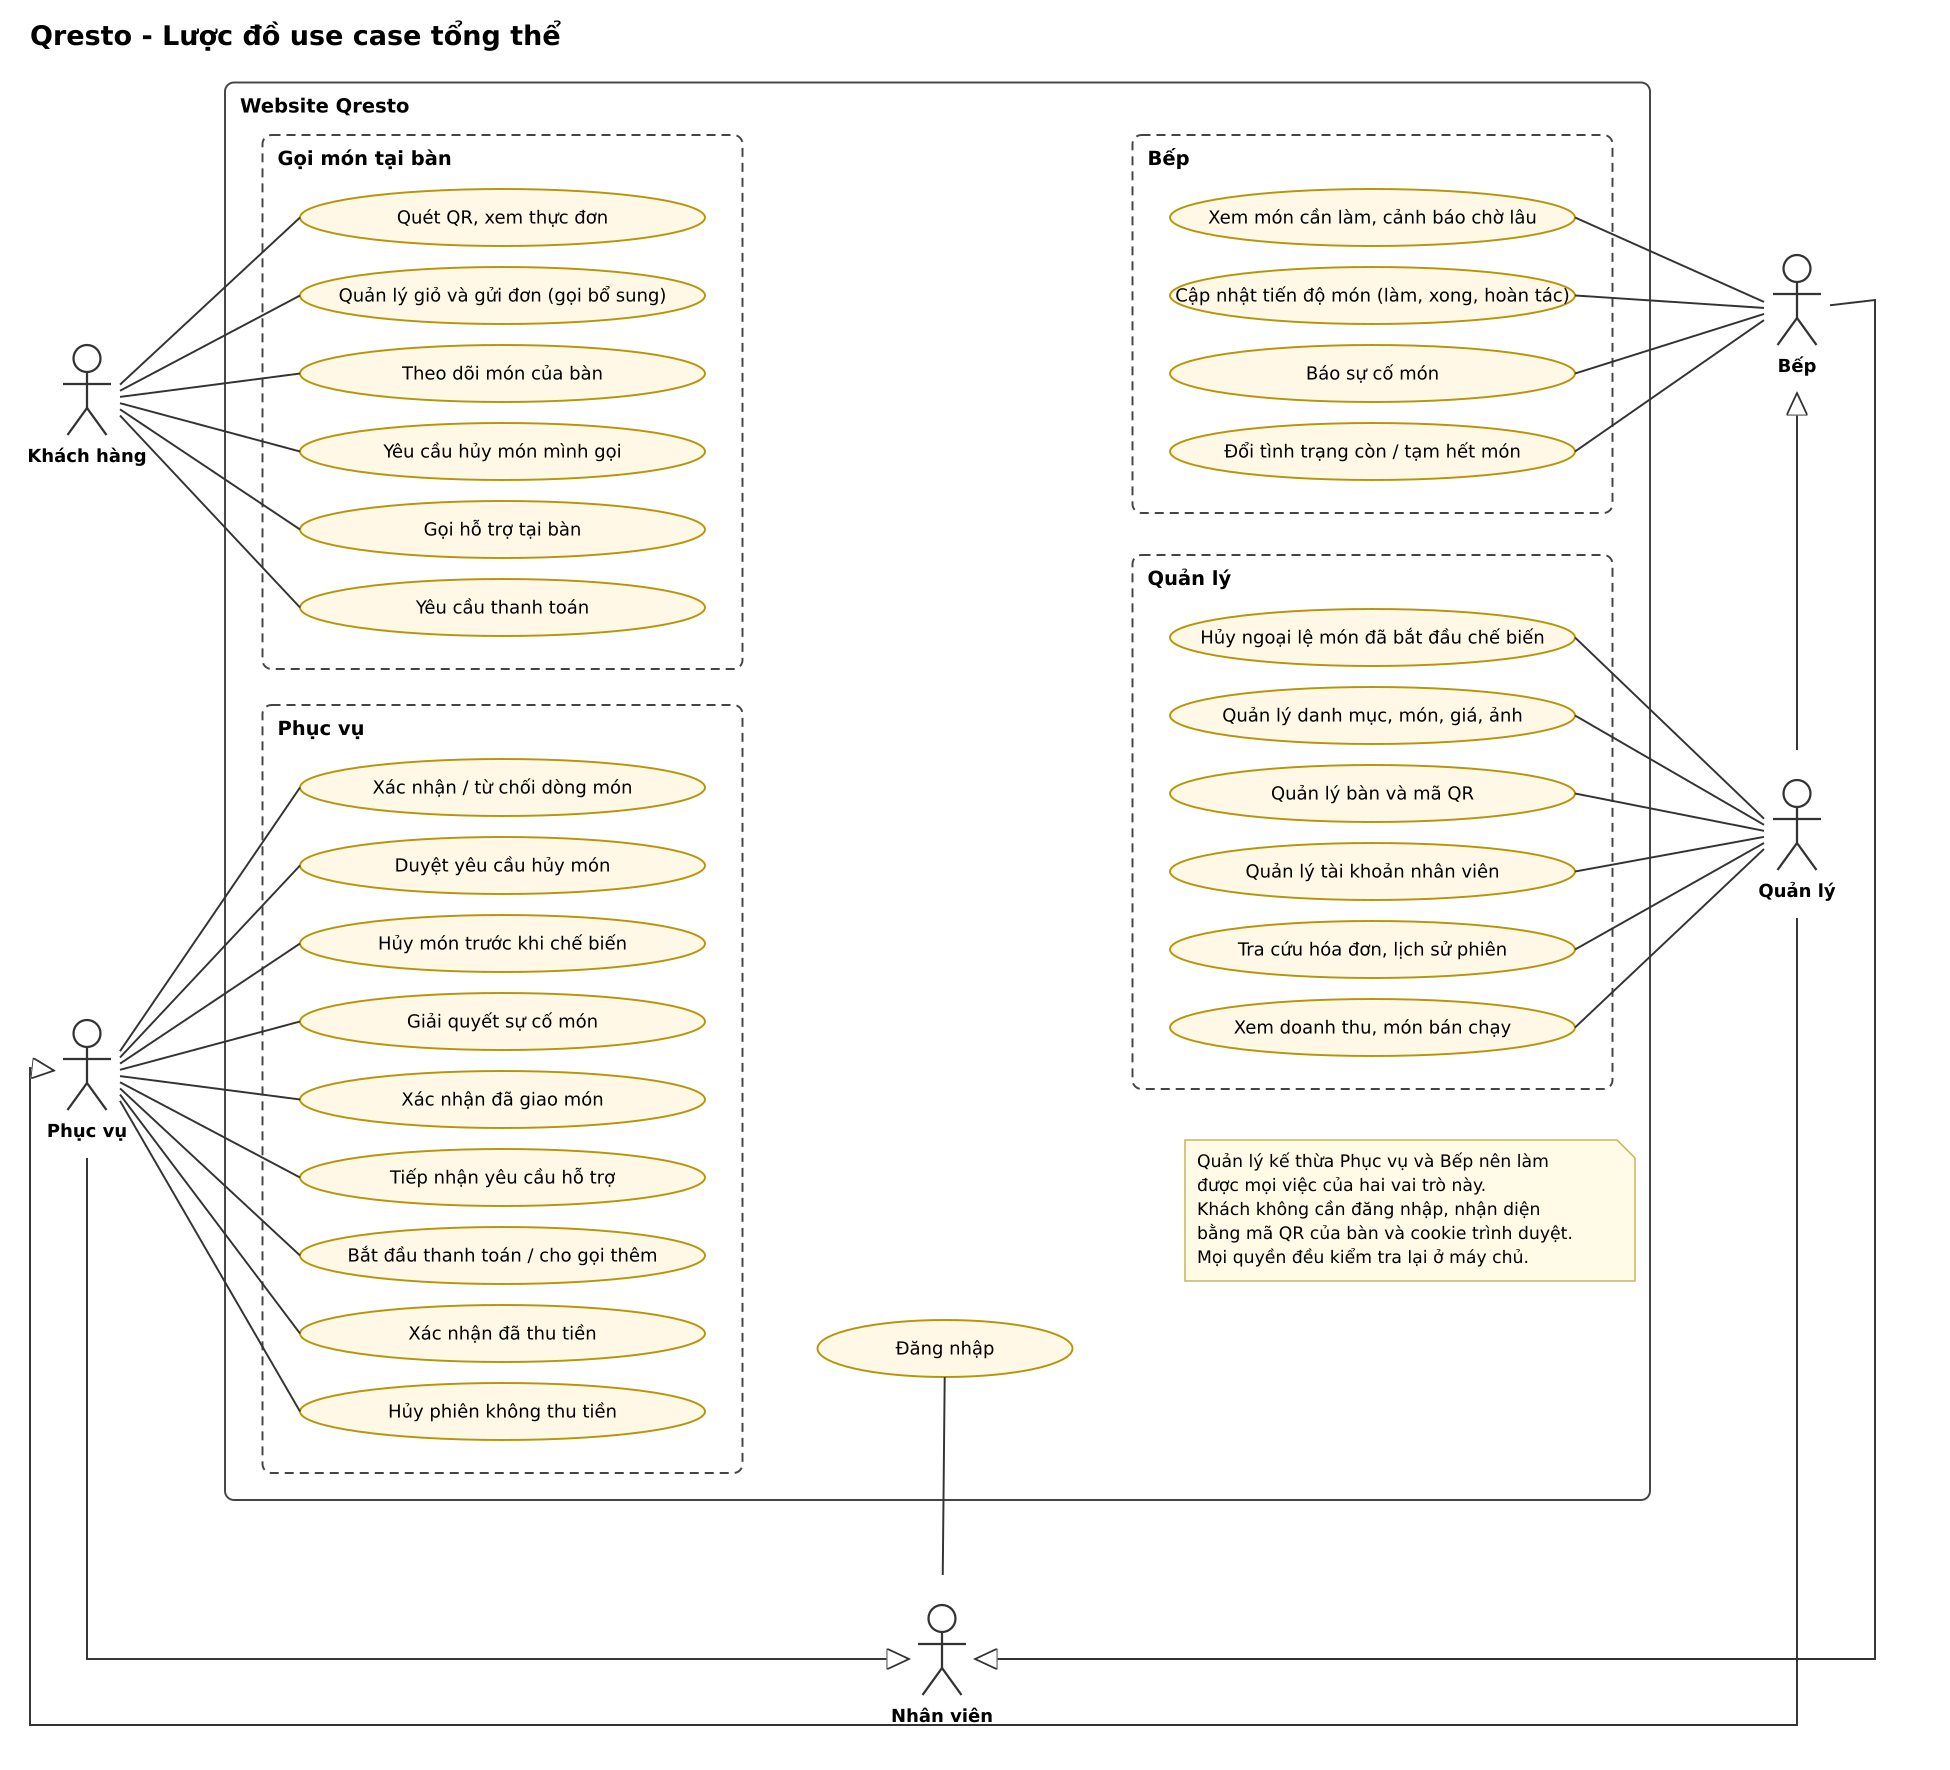 Qresto - Lược đồ use case tổng thể
Website Qresto
Gọi món tại bàn
Quét QR, xem thực đơn
Quản lý giỏ và gửi đơn (gọi bổ sung)
Theo dõi món của bàn
Yêu cầu hủy món mình gọi
Gọi hỗ trợ tại bàn
Yêu cầu thanh toán
Khách hàng
Bếp
Xem món cần làm, cảnh báo chờ lâu
Cập nhật tiến độ món (làm, xong, hoàn tác)
Báo sự cố món
Đổi tình trạng còn / tạm hết món
Bếp
Phục vụ
Xác nhận / từ chối dòng món
Duyệt yêu cầu hủy món
Hủy món trước khi chế biến
Giải quyết sự cố món
Xác nhận đã giao món
Tiếp nhận yêu cầu hỗ trợ
Bắt đầu thanh toán / cho gọi thêm
Xác nhận đã thu tiền
Hủy phiên không thu tiền
Phục vụ
Quản lý
Hủy ngoại lệ món đã bắt đầu chế biến
Quản lý danh mục, món, giá, ảnh
Quản lý bàn và mã QR
Quản lý tài khoản nhân viên
Tra cứu hóa đơn, lịch sử phiên
Xem doanh thu, món bán chạy
Quản lý
Quản lý kế thừa Phục vụ và Bếp nên làm
được mọi việc của hai vai trò này.
Khách không cần đăng nhập, nhận diện
bằng mã QR của bàn và cookie trình duyệt.
Mọi quyền đều kiểm tra lại ở máy chủ.
Đăng nhập
Nhân viên